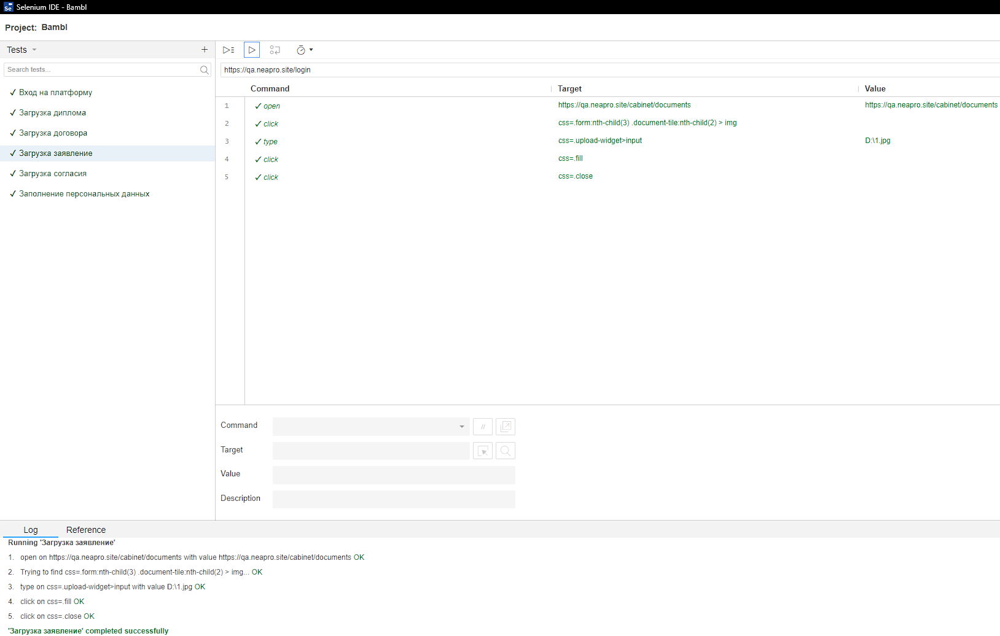 Se Selenium IDE - Bambl
Project: Bambl
Tests
Search tests...
✓ Вход на платформу
✓ Загрузка диплома
✓ Загрузка договора
✓ Загрузка заявление
✓ Загрузка согласия
✓ Заполнение персональных данных
https://qa.neapro.site/login
Command Target Value
1 ✓ open https://qa.neapro.site/cabinet/documents https://qa.neapro.site/cabinet/documents
2 ✓ click css=.form:nth-child(3) .document-tile:nth-child(2) > img
3 ✓ type css=.upload-widget>input D:\1.jpg
4 ✓ click css=.fill
5 ✓ click css=.close
Command //
Target
Value
Description
Log Reference
Running 'Загрузка заявление'
1. open on https://qa.neapro.site/cabinet/documents with value https://qa.neapro.site/cabinet/documents OK
2. Trying to find css=.form:nth-child(3) .document-tile:nth-child(2) > img... OK
3. type on css=.upload-widget>input with value D:\1.jpg OK
4. click on css=.fill OK
5. click on css=.close OK
'Загрузка заявление' completed successfully